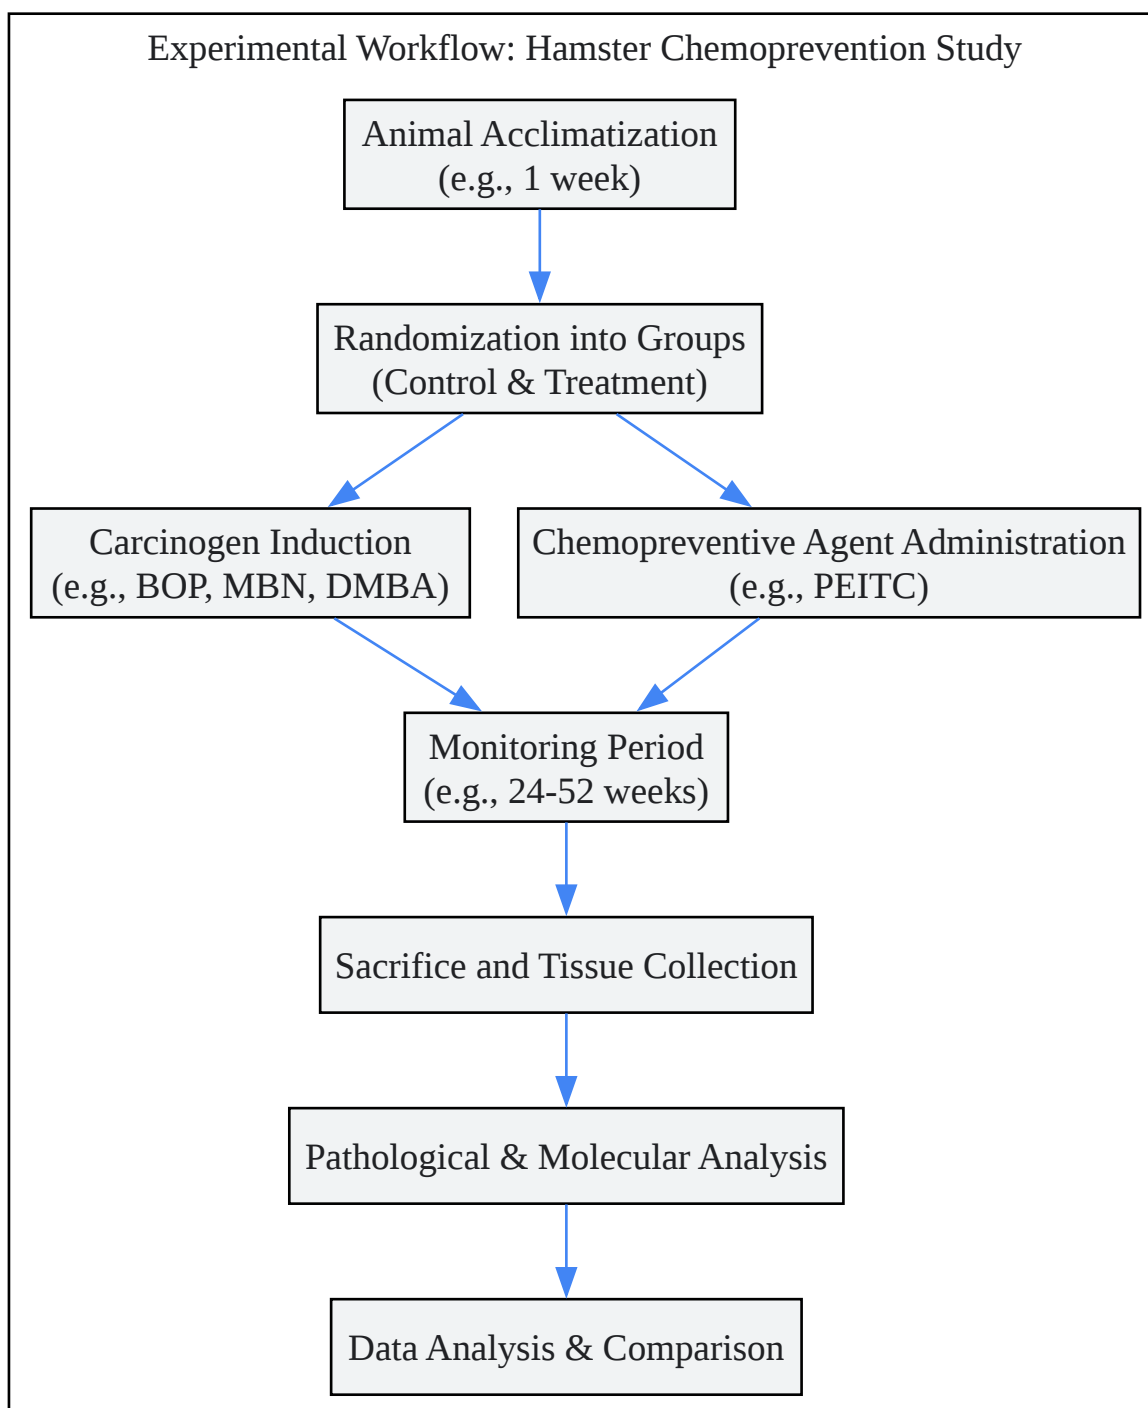 Experimental Workflow: Hamster Chemoprevention Study
Animal Acclimatization
(e.g., 1 week)
Randomization into Groups
(Control & Treatment)
Carcinogen Induction
(e.g., BOP, MBN, DMBA)
Chemopreventive Agent Administration
(e.g., PEITC)
Monitoring Period
(e.g., 24-52 weeks)
Sacrifice and Tissue Collection
Pathological & Molecular Analysis
Data Analysis & Comparison